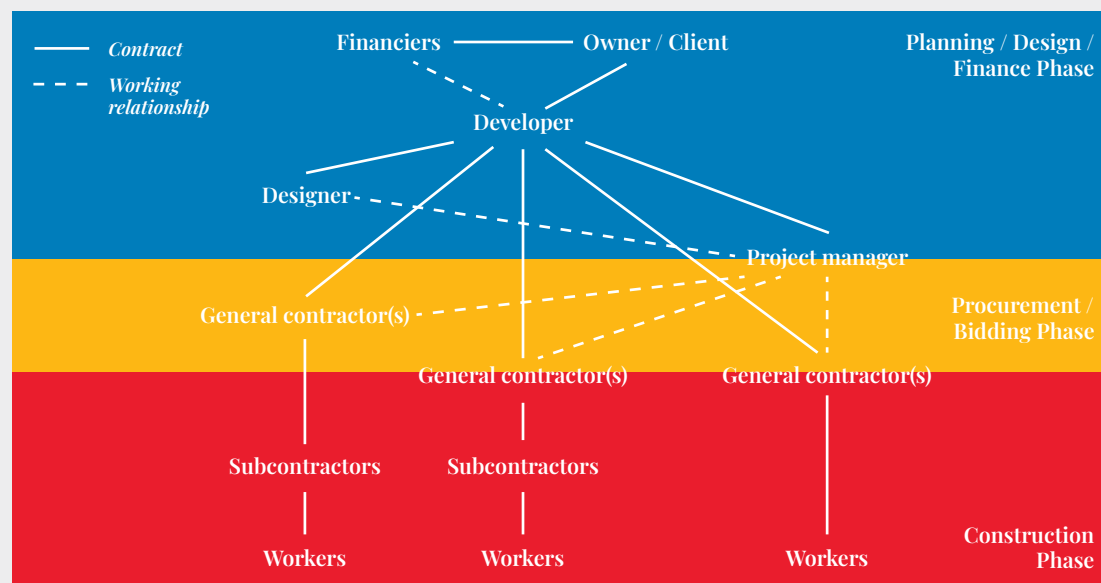 Contract
Working
relationship
Financiers
Owner / Client
Planning / Design /
Finance Phase
Developer
Designer
Project manager
General contractor(s)
Procurement /
Bidding Phase
General contractor(s)
General contractor(s)
Subcontractors
Subcontractors
Workers
Workers
Workers
Construction
Phase